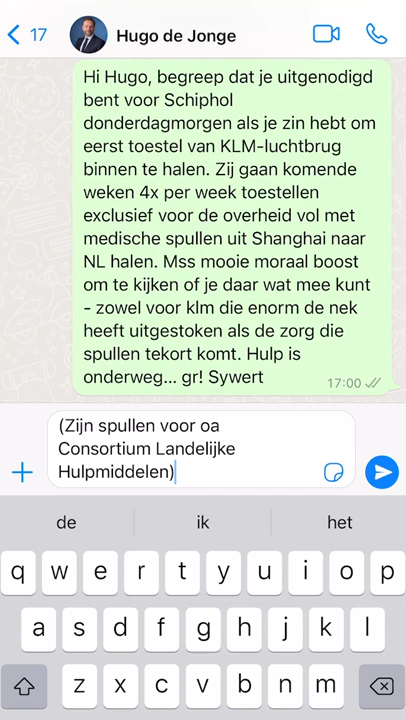 17
Hugo de Jonge
Hi Hugo, begreep dat je uitgenodigd
bent voor Schiphol
donderdagmorgen als je zin hebt om
eerst toestel van KLM-luchtbrug
binnen te halen. Zij gaan komende
weken 4x per week toestellen
exclusief voor de overheid vol met
medische spullen uit Shanghai naar
NL halen. Mss mooie moraal boost
om te kijken of je daar wat mee kunt
- zowel voor klm die enorm de nek
heeft uitgestoken als de zorg die
spullen tekort komt. Hulp is
onderweg... gr! Sywert
17:00
(Zijn spullen voor oa
Consortium Landelijke
Hulpmiddelen)
de ik het
q w e r t y u i o p
a s d f g h j k l
z x c v b n m